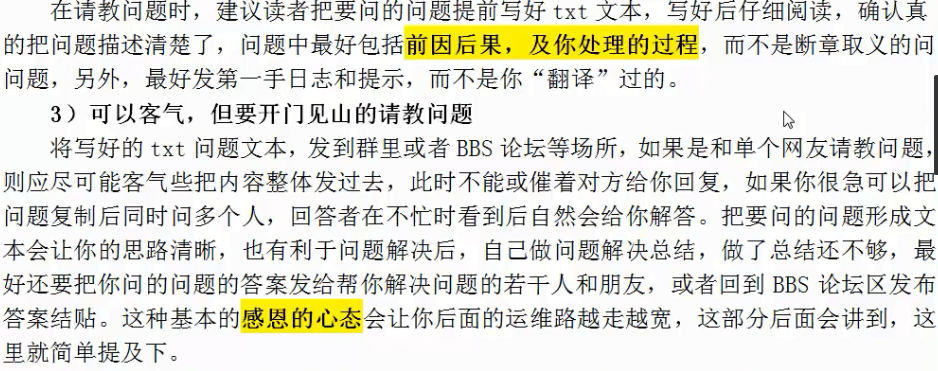 在请教问题时，建议读者把要问的问题提前写好 txt 文本，写好后仔细阅读，确认真
的把问题描述清楚了，问题中最好包括前因后果，及你处理的过程，而不是断章取义的问
问题，另外，最好发第一手日志和提示，而不是你“翻译”过的。
3）可以客气，但要开门见山的请教问题
将写好的 txt 问题文本，发到群里或者 BBS 论坛等场所，如果是和单个网友请教问题，
则应尽可能客气些把内容整体发过去，此时不能或催着对方给你回复，如果你很急可以把
问题复制后同时问多个人，回答者在不忙时看到后自然会给你解答。把要问的问题形成文
本会让你的思路清晰，也有利于问题解决后，自己做问题解决总结，做了总结还不够，最
好还要把你问的问题的答案发给帮你解决问题的若干人和朋友，或者回到 BBS 论坛区发布
答案结贴。这种基本的感恩的心态会让你后面的运维路越走越宽，这部分后面会讲到，这
里就简单提及下。